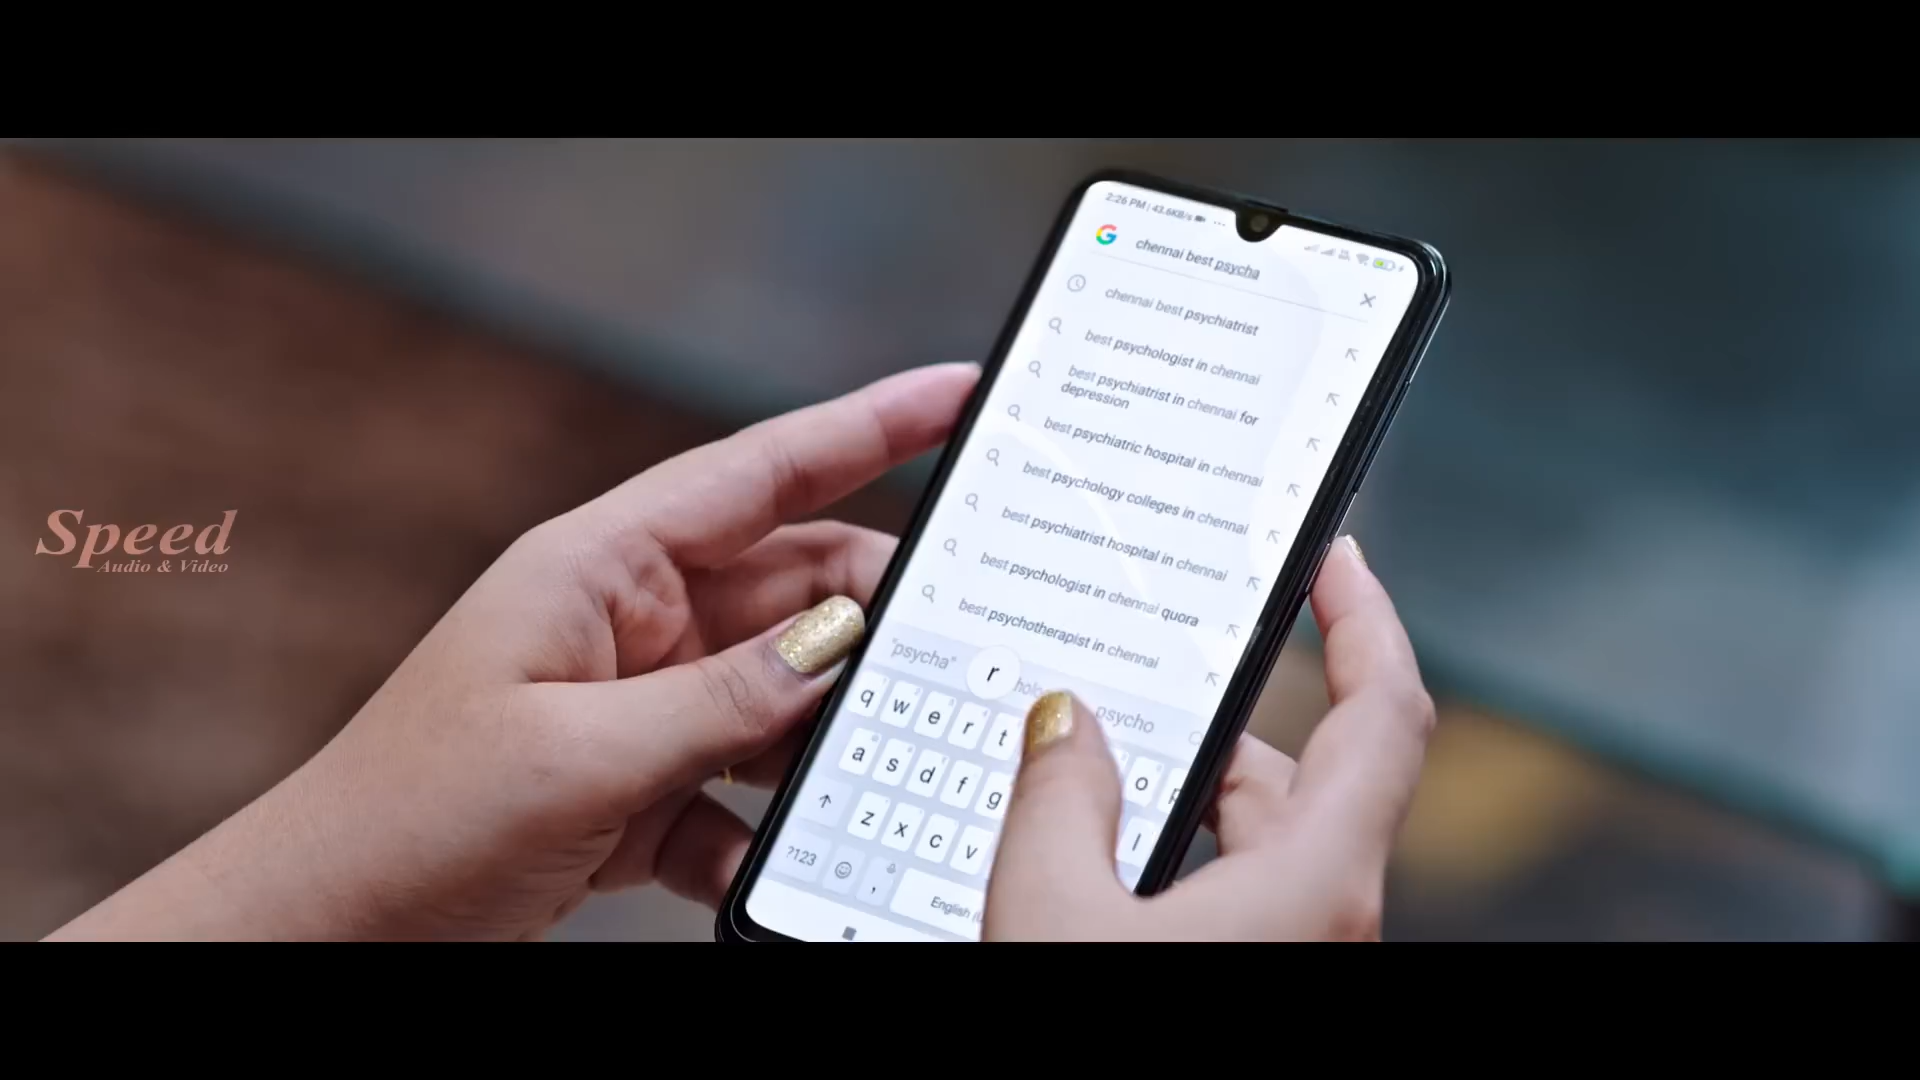 2:26 PM | 43.6KB/s
chennai best psycha
chennai best psychiatrist
best psychologist in chennai
best psychiatrist in chennai for
depression
best psychiatric hospital in chennai
best psychology colleges in chennai
best psychiatrist hospital in chennai
best psychologist in chennai quora
best psychotherapist in chennai
"psycha" psycho
r
q w e r t o p
a s d f g l
z x c v
?123 ,
English
Speed
Audio & Video